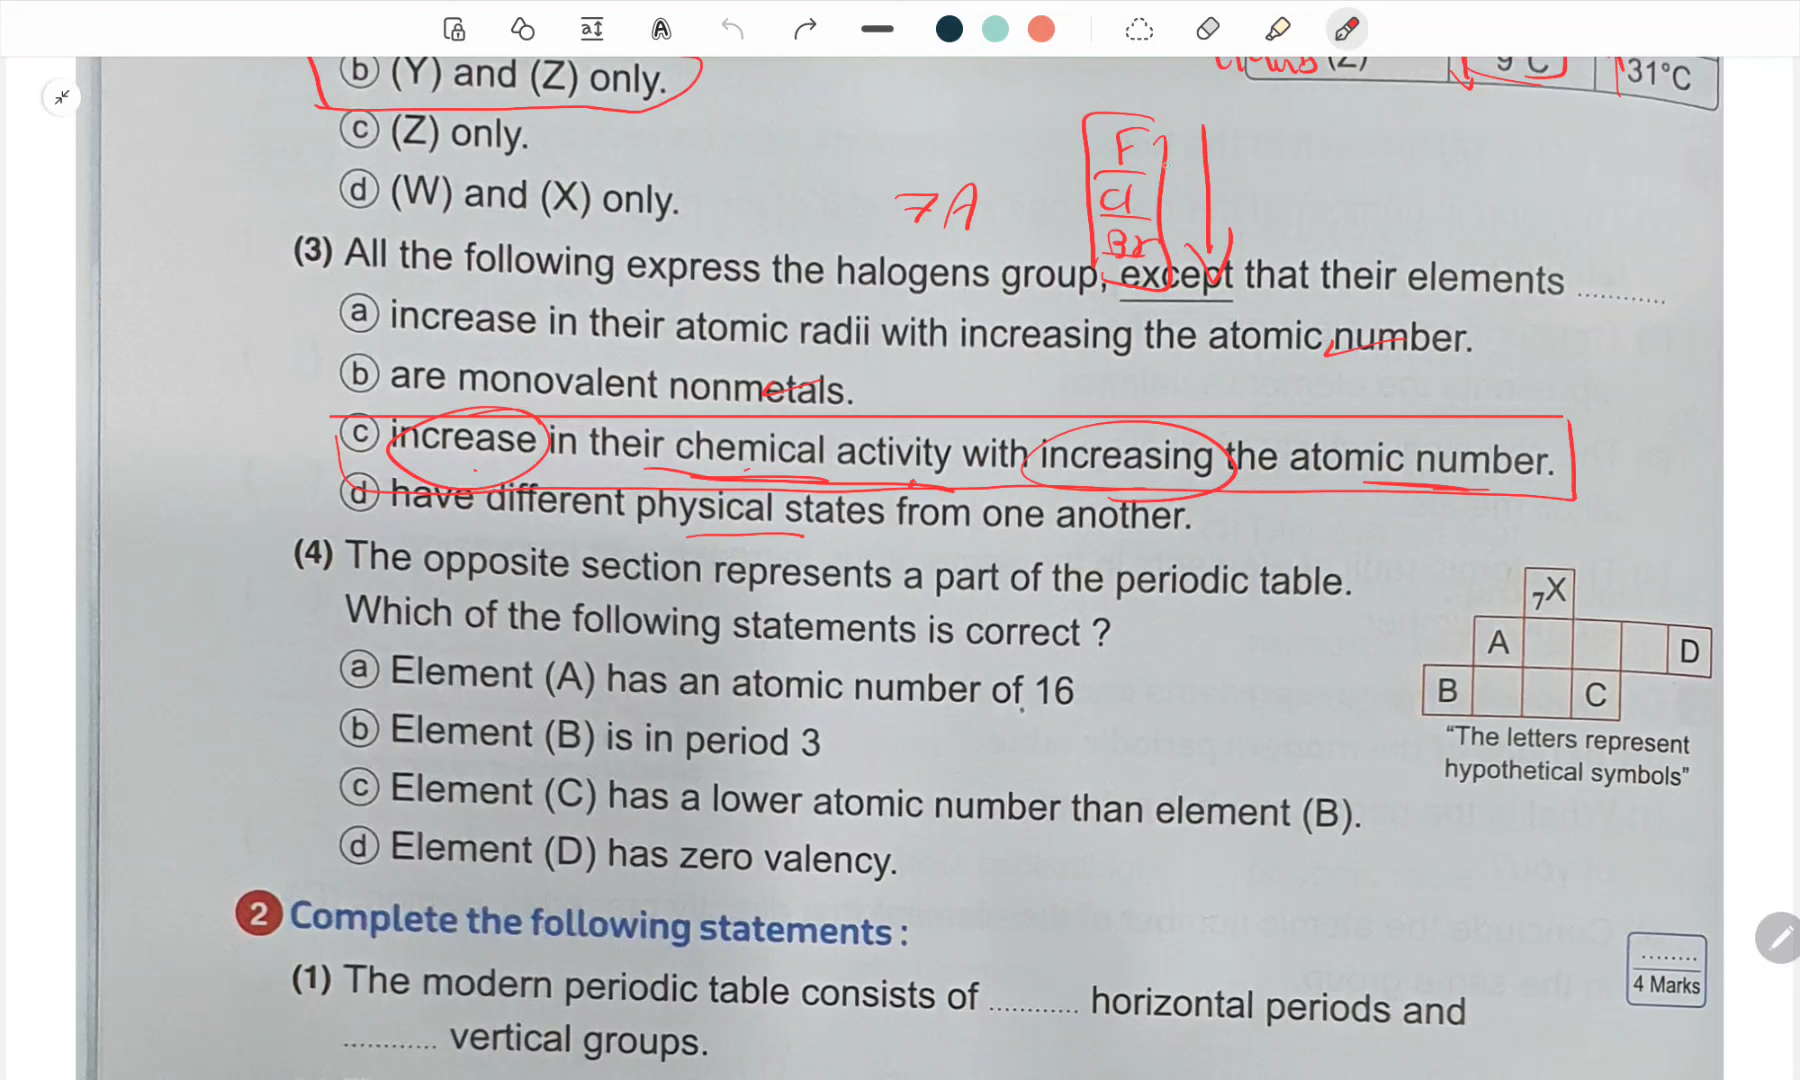 b (Y) and (Z) only.
31°C
c (Z) only.
d (W) and (X) only.
7A
F
Cl
Br
(3) All the following express the halogens group, except that their elements ............
a increase in their atomic radii with increasing the atomic number.
b are monovalent nonmetals.
c increase in their chemical activity with increasing the atomic number.
d have different physical states from one another.
(4) The opposite section represents a part of the periodic table.
Which of the following statements is correct ?
a Element (A) has an atomic number of 16
b Element (B) is in period 3
c Element (C) has a lower atomic number than element (B).
d Element (D) has zero valency.
7X
A D
B C
“The letters represent
hypothetical symbols”
2 Complete the following statements :
(1) The modern periodic table consists of ............ horizontal periods and
............ vertical groups.
........
4 Marks